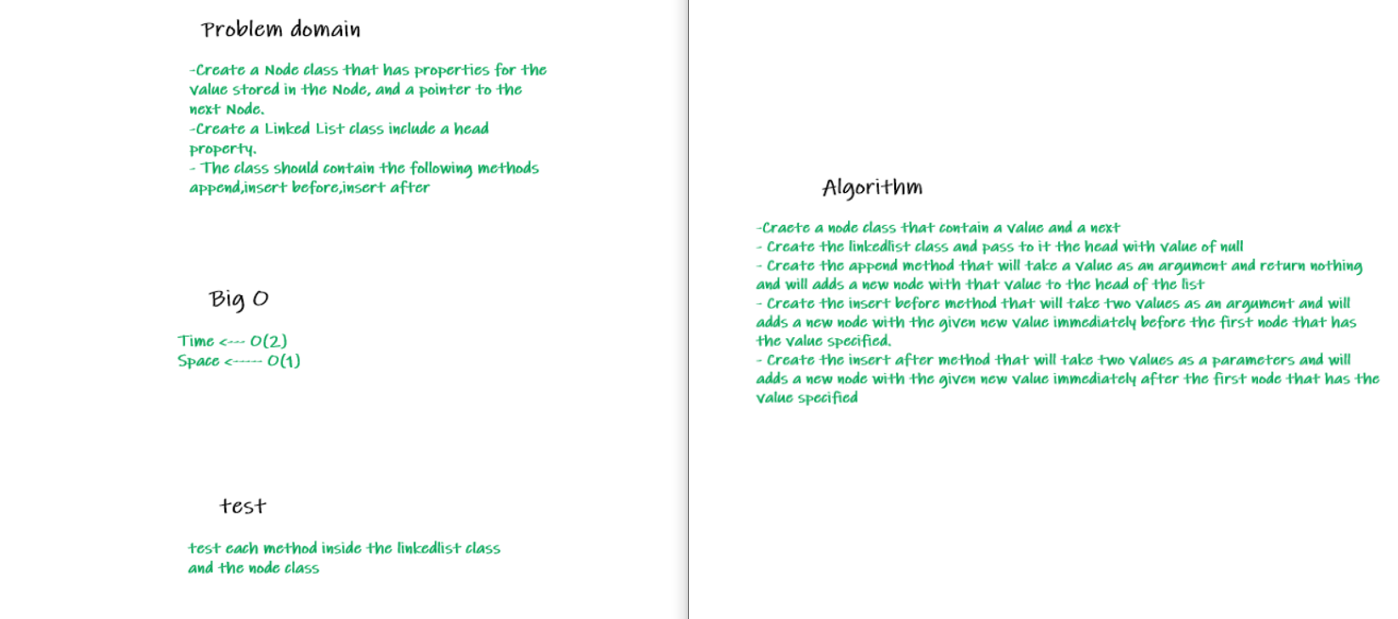 Problem domain
-Create a Node class that has properties for the
value stored in the Node, and a pointer to the
next Node.
-Create a Linked List class include a head
property.
- The class should contain the following methods
append,insert before,insert after
Big O
Time <--- O(2)
Space <----- O(1)
test
test each method inside the linkedlist class
and the node class
Algorithm
-Craete a node class that contain a value and a next
- Create the linkedlist class and pass to it the head with value of null
- Create the append method that will take a value as an argument and return nothing
and will adds a new node with that value to the head of the list
- Create the insert before method that will take two values as an argument and will
adds a new node with the given new value immediately before the first node that has
the value specified.
- Create the insert after method that will take two values as a parameters and will
adds a new node with the given new value immediately after the first node that has the
value specified